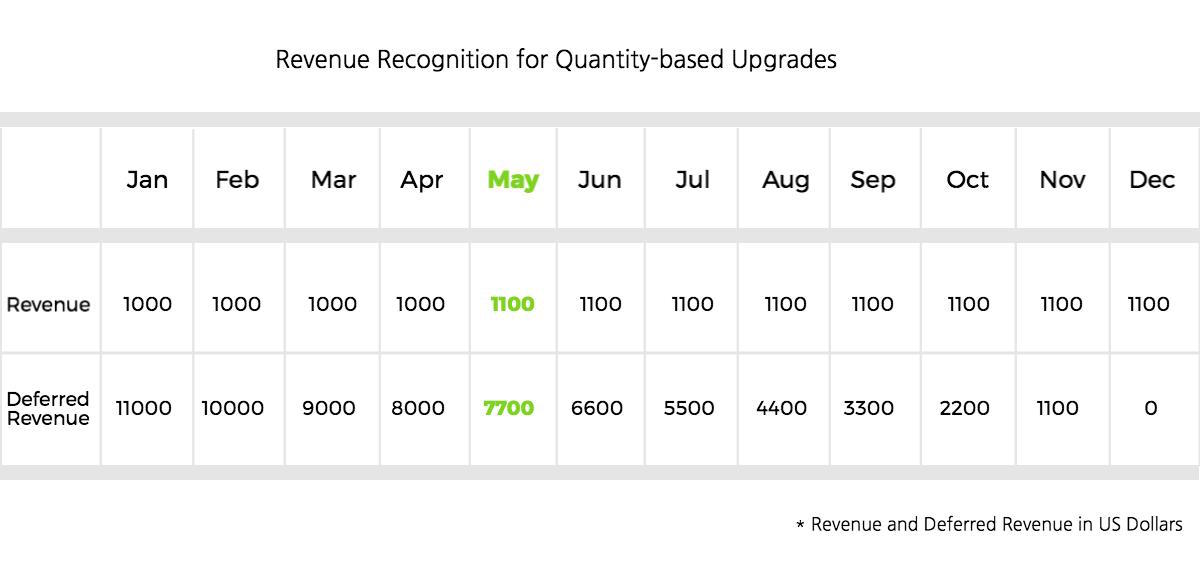 Revenue Recognition for Quantity-based Upgrades
Jan Feb Mar Apr May Jun Jul Aug Sep Oct Nov Dec
Revenue 1000 1000 1000 1000 1100 1100 1100 1100 1100 1100 1100 1100
Deferred Revenue 11000 10000 9000 8000 7700 6600 5500 4400 3300 2200 1100 0
* Revenue and Deferred Revenue in US Dollars